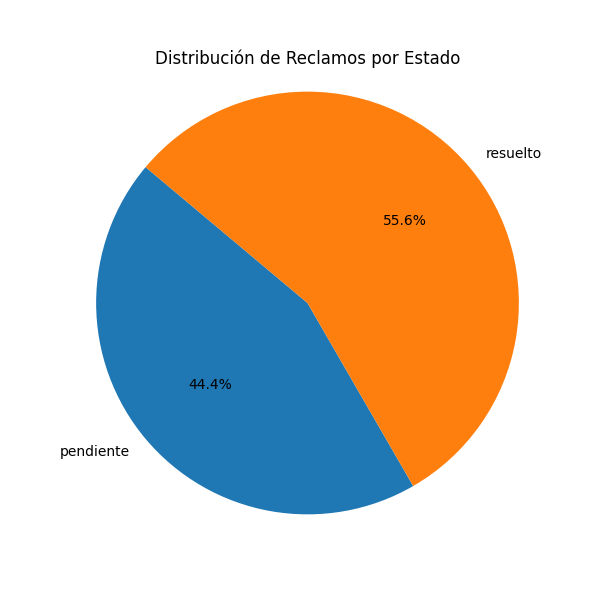 Distribución de Reclamos por Estado
resuelto
55.6%
44.4%
pendiente